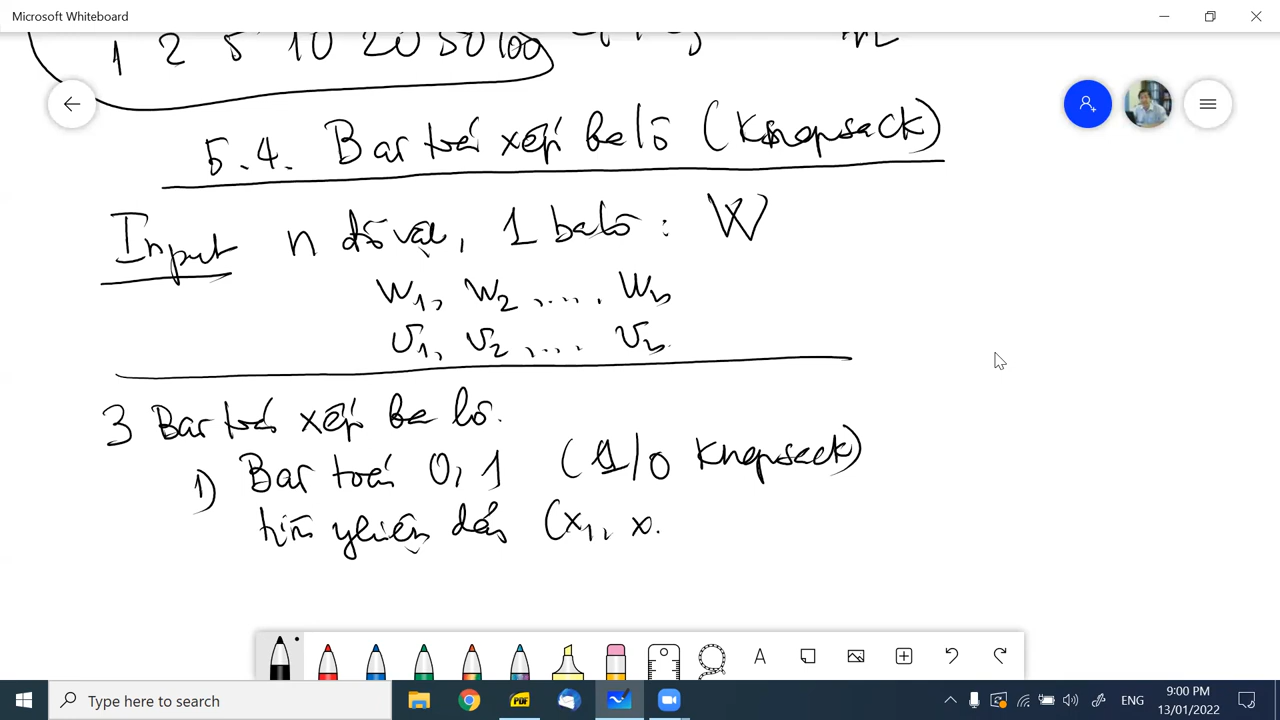 Microsoft Whiteboard
1 2 5 10 20 50 100
5.4. Bài toán xếp ba lô (Knapsack)
Input n đồ vật, 1 ba lô : W
w1, w2, .... wn
v1, v2, .... vn
3 Bài toán xếp ba lô.
1) Bài toán 0, 1 (1/0 Knapsack)
tìm nghiệm dạng (x1, x.
Type here to search
ENG
9:00 PM
13/01/2022